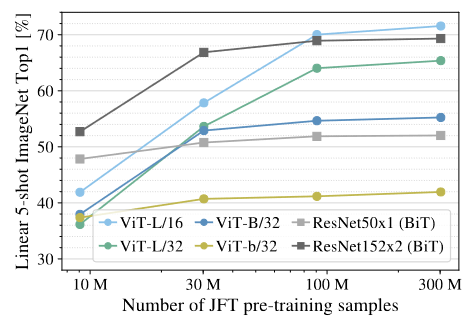 Linear 5-shot ImageNet Top1 [%]
70
60
50
40
30
ViT-L/16 ViT-B/32 ResNet50x1 (BiT)
ViT-L/32 ViT-b/32 ResNet152x2 (BiT)
10 M 30 M 100 M 300 M
Number of JFT pre-training samples